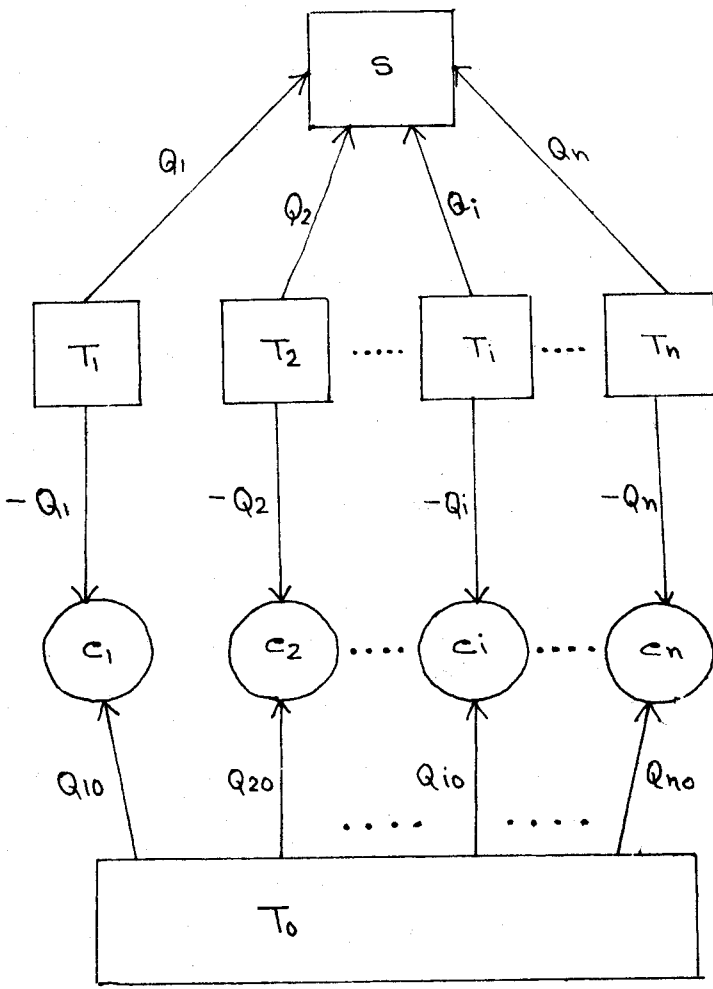 S
Q1 Qn
Q2 Qi
T1 T2 ..... Ti .... Tn
-Q1 -Q2 -Qi -Qn
C1 C2 .... Ci .... Cn
Q10 Q20 Qi0 Qn0
.... ....
T0